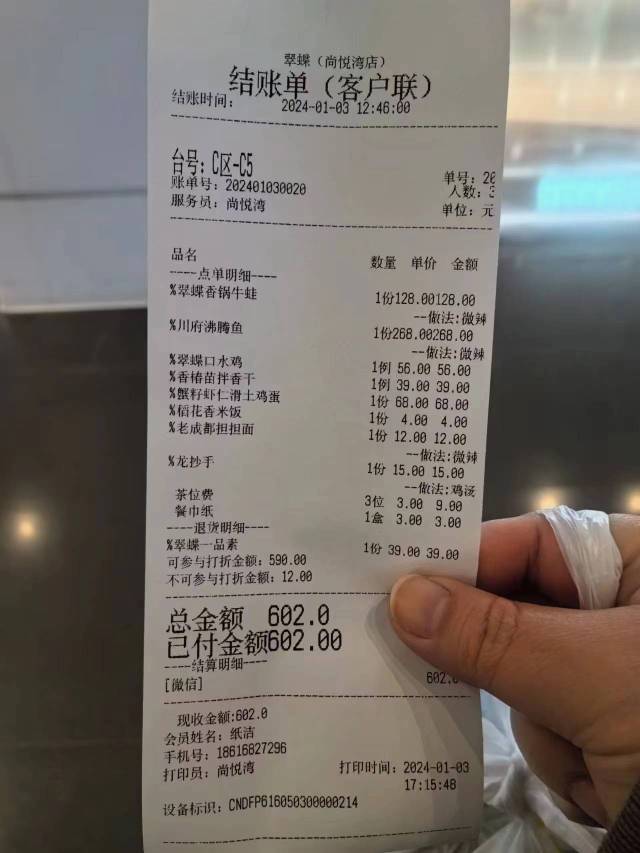 翠蝶（尚悦湾店）
结账单（客户联）
结账时间： 2024-01-03 12:46:00
台号：C区-C5 单号：20
账单号：202401030020 人数：3
服务员：尚悦湾 单位：元
品名 数量 单价 金额
----点单明细----
%翠蝶香锅牛蛙 1份128.00128.00
--做法:微辣
%川府沸腾鱼 1份268.00268.00
--做法:微辣
%翠蝶口水鸡 1例 56.00 56.00
%香椿苗拌香干 1例 39.00 39.00
%蟹籽虾仁滑土鸡蛋 1份 68.00 68.00
%稻花香米饭 1份 4.00 4.00
%老成都担担面 1份 12.00 12.00
--做法:微辣
%龙抄手 1份 15.00 15.00
--做法:鸡汤
茶位费 3位 3.00 9.00
餐巾纸 1盒 3.00 3.00
----退货明细----
%翠蝶一品素 1份 39.00 39.00
可参与打折金额：590.00
不可参与打折金额：12.00
总金额 602.0
已付金额602.00
----结算明细----
[微信] 602.0
现收金额:602.0
会员姓名：纸洁
手机号：18616827296
打印员：尚悦湾 打印时间：2024-01-03
17:15:48
设备标识：CNDFP616050300000214